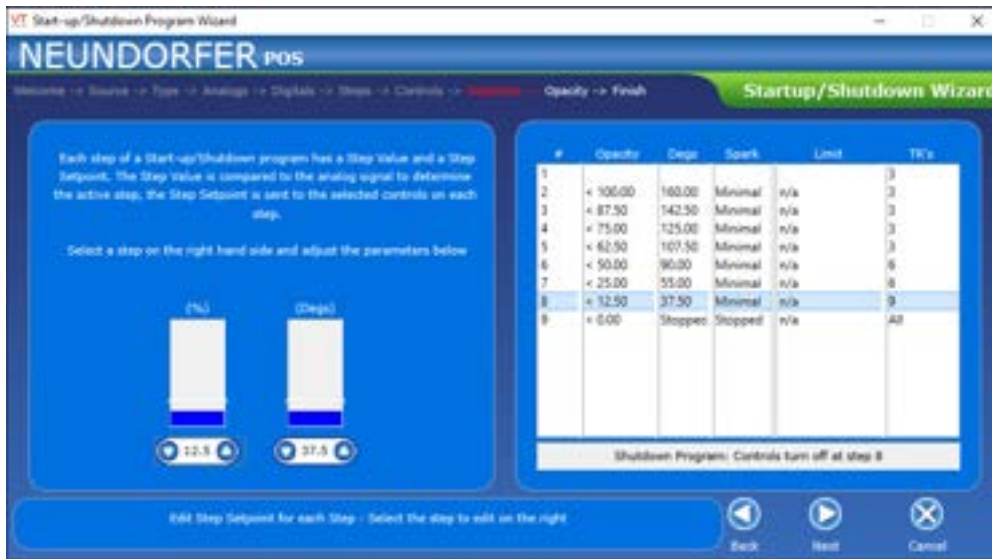 VT Start-up/Shutdown Program Wizard
NEUNDORFER POS
Welcome -> Source -> Type -> Analogs -> Digitals -> Steps -> Controls -> Opacity -> Finish
Startup/Shutdown Wizard
Each step of a Start-up/Shutdown program has a Step Value and a Step
Setpoint. The Step Value is compared to the analog signal to determine
the active step, the Step Setpoint is sent to the selected controls on each
step.
Select a step on the right hand side and adjust the parameters below
(%) (Degs)
12.5 37.5
# Opacity Degs Spark Limit TR's
1 3
2 < 100.00 160.00 Minimal n/a 3
3 < 87.50 142.50 Minimal n/a 3
4 < 75.00 125.00 Minimal n/a 3
5 < 62.50 107.50 Minimal n/a 3
6 < 50.00 90.00 Minimal n/a 6
7 < 25.00 55.00 Minimal n/a 6
8 < 12.50 37.50 Minimal n/a 9
9 < 0.00 Stopped Stopped n/a All
Shutdown Program: Controls turn off at step 8
Edit Step Setpoint for each Step - Select the step to edit on the right
Back Next Cancel